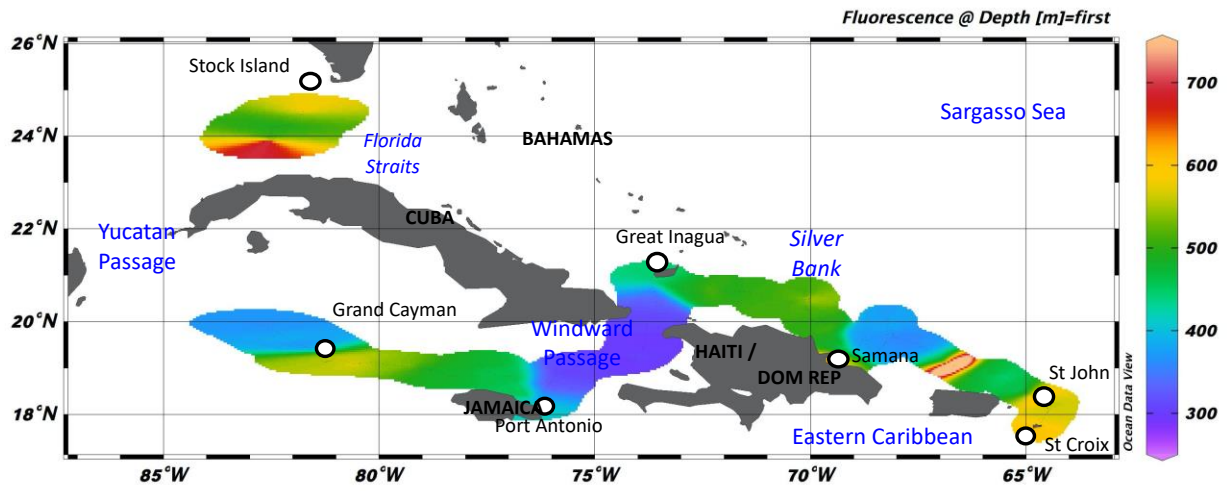 Fluorescence @ Depth [m]=first
26°N
24°N
22°N
20°N
18°N
Stock Island
Sargasso Sea
Florida
Straits
BAHAMAS
CUBA
Yucatan
Passage
Great Inagua
Silver
Bank
Grand Cayman
Windward
Passage
HAITI /
DOM REP
Samana
St John
JAMAICA
Port Antonio
Eastern Caribbean
St Croix
85°W
80°W
75°W
70°W
65°W
700
600
500
400
300
Ocean Data View